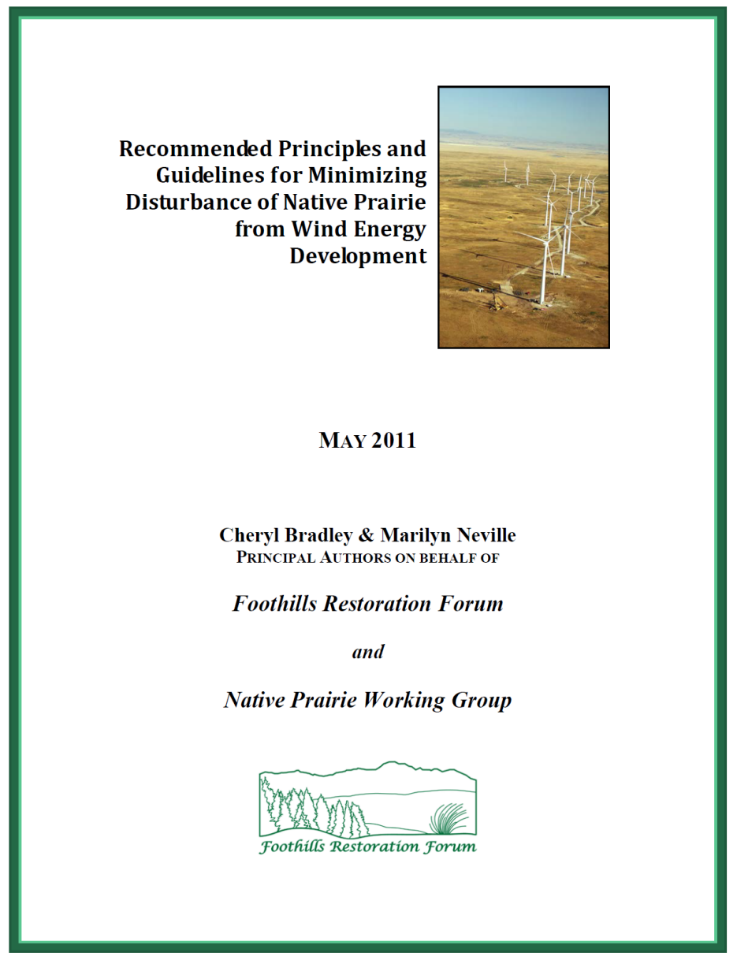 Recommended Principles and
Guidelines for Minimizing
Disturbance of Native Prairie
from Wind Energy
Development
MAY 2011
Cheryl Bradley & Marilyn Neville
PRINCIPAL AUTHORS ON BEHALF OF
Foothills Restoration Forum
and
Native Prairie Working Group
Foothills Restoration Forum